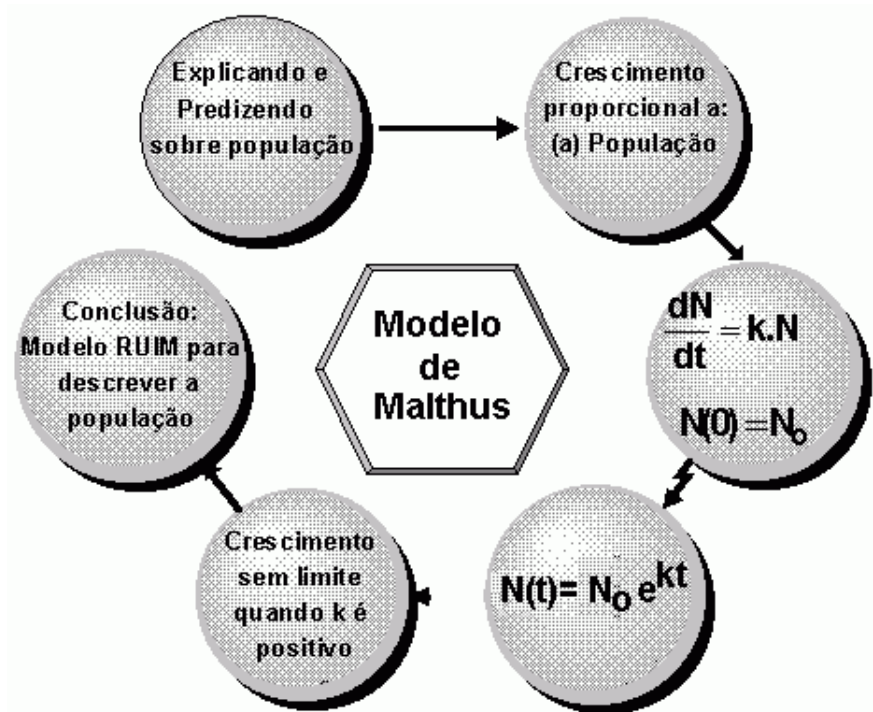 Explicando e
Predizendo
sobre população
Crescimento
proporcional a:
(a) População
dN
dt
= k.N
N(0) = No
N(t)= No e^kt
Crescimento
sem limite
quando k é
positivo
Conclusão:
Modelo RUIM para
descrever a
população
Modelo
de
Malthus